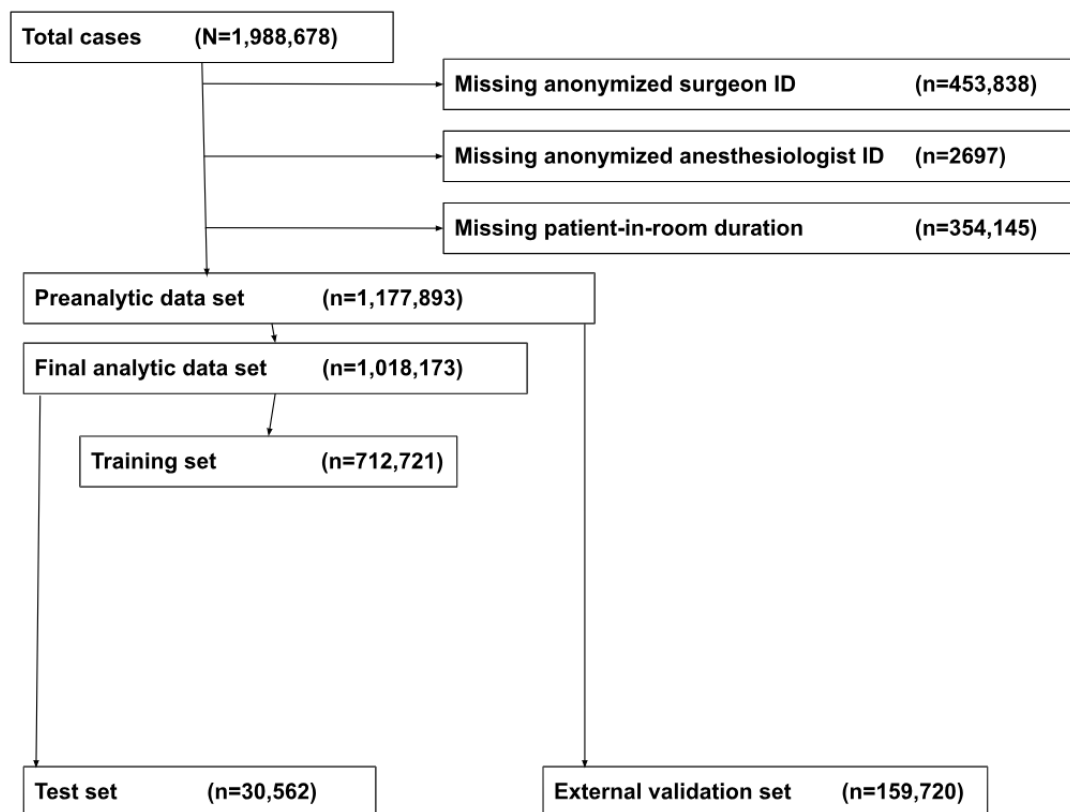 Total cases (N=1,988,678)
Missing anonymized surgeon ID (n=453,838)
Missing anonymized anesthesiologist ID (n=2697)
Missing patient-in-room duration (n=354,145)
Preanalytic data set (n=1,177,893)
Final analytic data set (n=1,018,173)
Training set (n=712,721)
Test set (n=30,562)
External validation set (n=159,720)